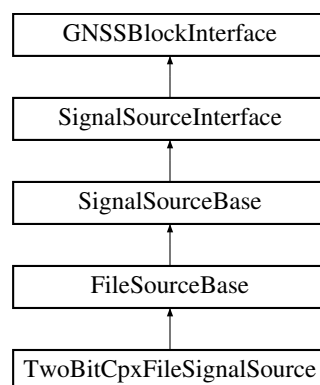 GNSSBlockInterface
SignalSourceInterface
SignalSourceBase
FileSourceBase
TwoBitCpxFileSignalSource